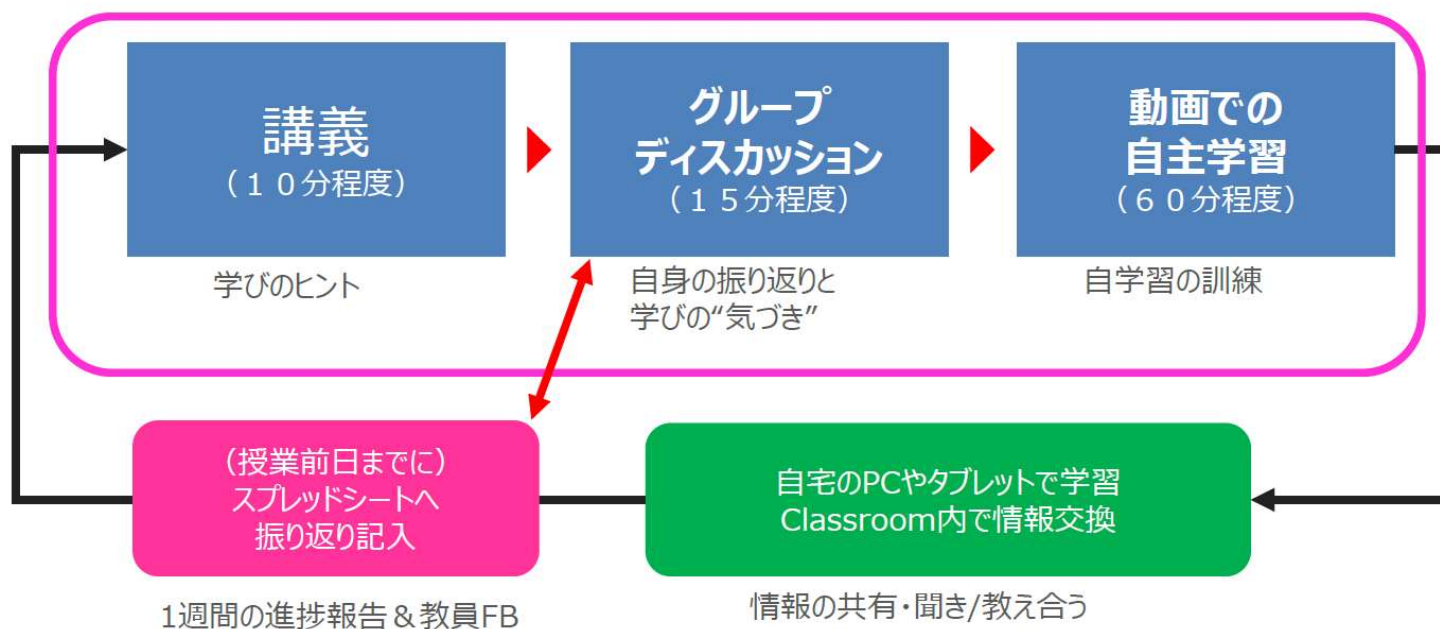 講義
（１０分程度）
グループ
ディスカッション
（１５分程度）
動画での
自主学習
（６０分程度）
学びのヒント
自身の振り返りと
学びの“気づき”
自学習の訓練
（授業前日までに）
スプレッドシートへ
振り返り記入
自宅のPCやタブレットで学習
Classroom内で情報交換
1週間の進捗報告＆教員FB
情報の共有・聞き/教え合う